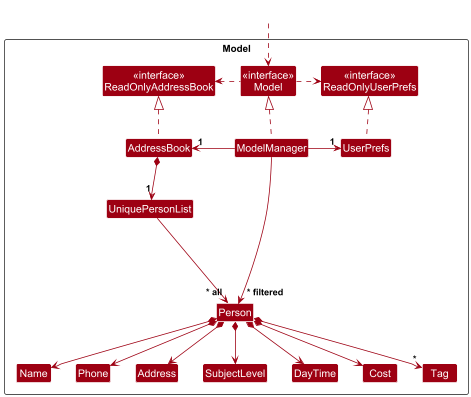 Model
«interface»
ReadOnlyAddressBook
«interface»
Model
«interface»
ReadOnlyUserPrefs
AddressBook
1
ModelManager
1
UserPrefs
1
UniquePersonList
* all
* filtered
Person
Name
Phone
Address
SubjectLevel
DayTime
Cost
*
Tag